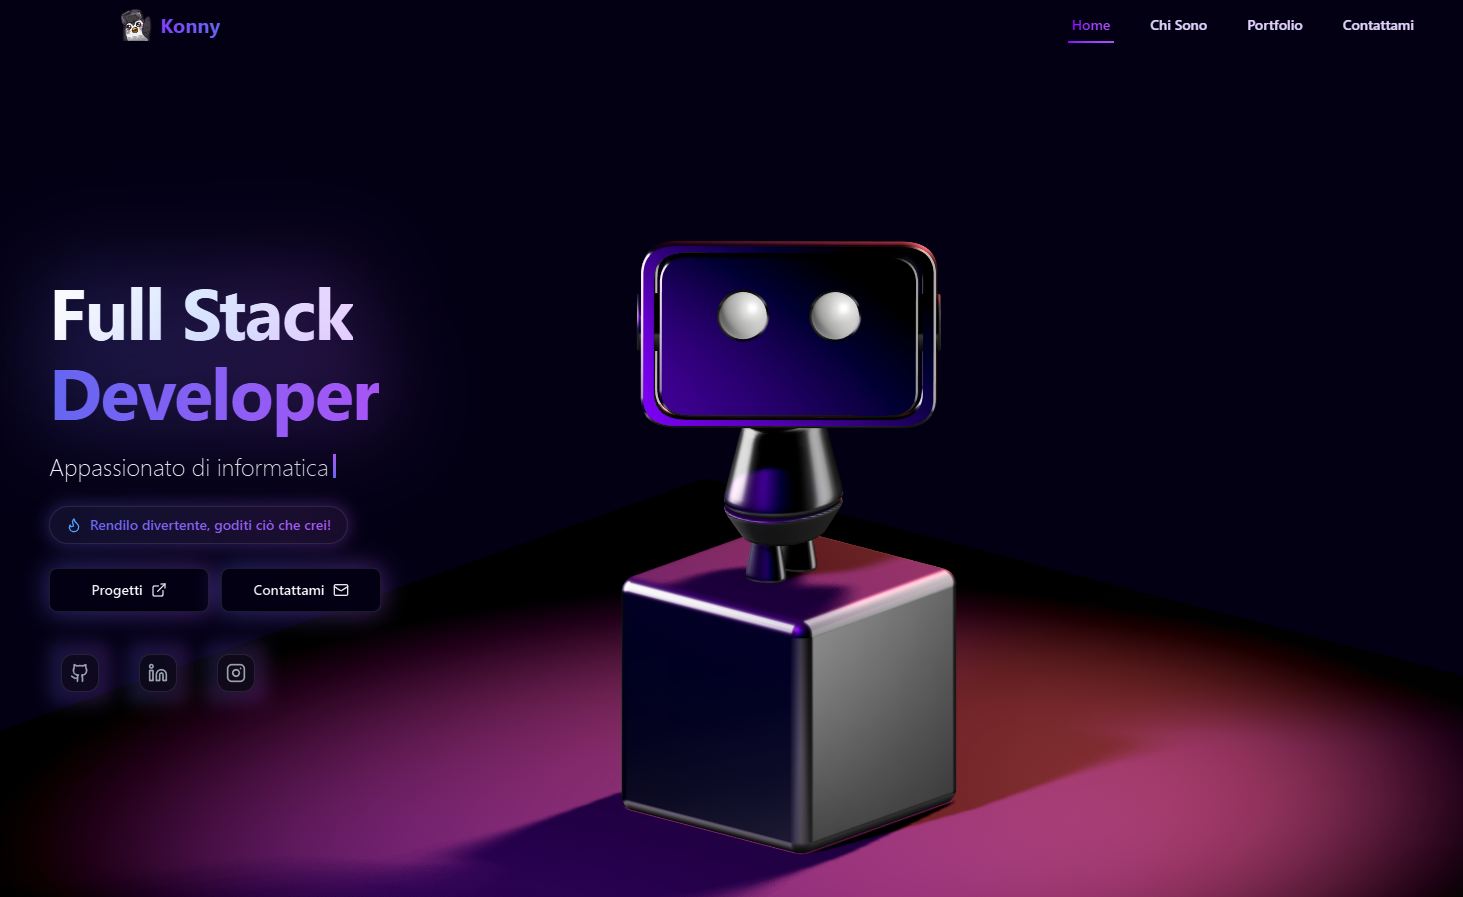 Konny
Home
Chi Sono
Portfolio
Contattami
Full Stack
Developer
Appassionato di informatica
Rendilo divertente, goditi ciò che crei!
Progetti
Contattami